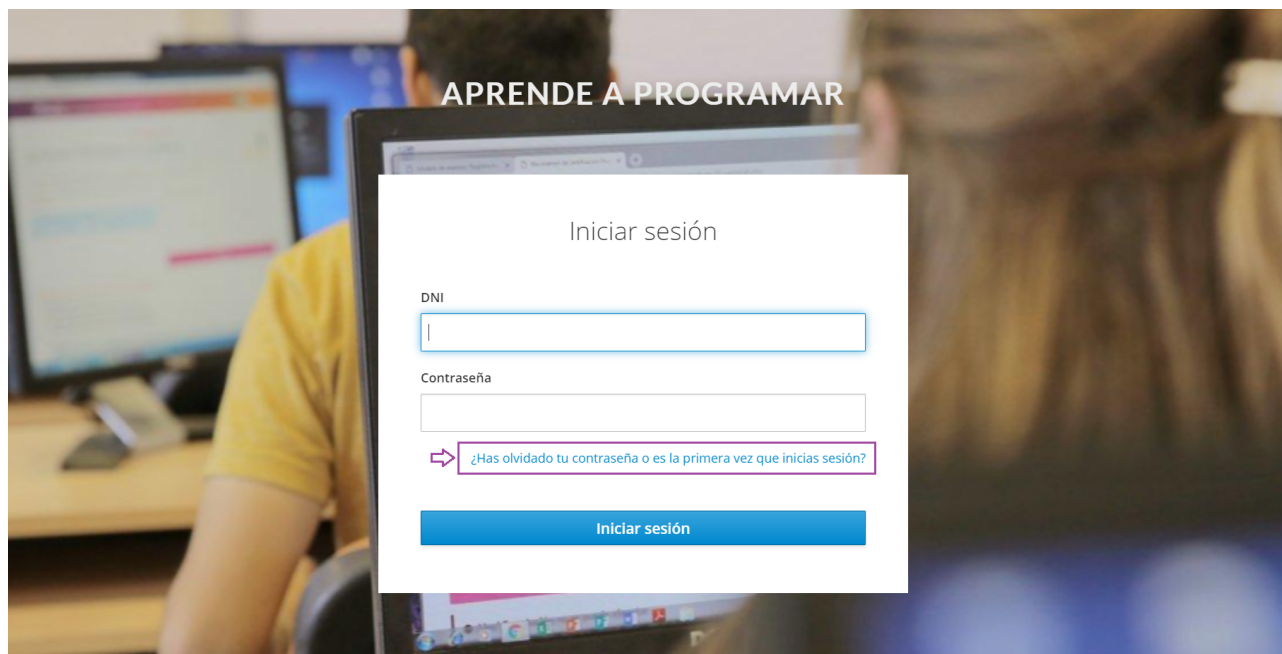 APRENDE A PROGRAMAR
Iniciar sesión
DNI
Contraseña
¿Has olvidado tu contraseña o es la primera vez que inicias sesión?
Iniciar sesión